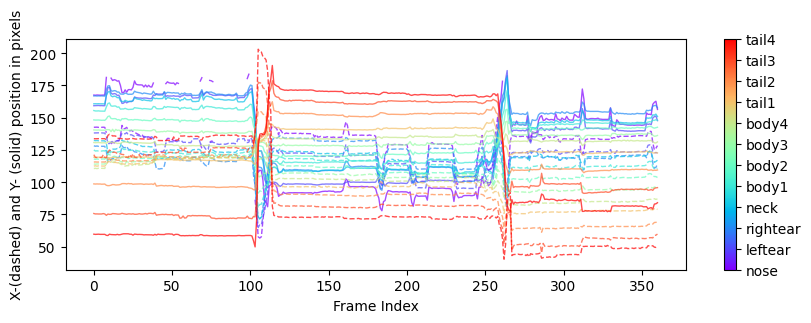 X-(dashed) and Y- (solid) position in pixels
200
175
150
125
100
75
50
0
50
100
150
200
250
300
350
Frame Index
tail4
tail3
tail2
tail1
body4
body3
body2
body1
neck
rightear
leftear
nose